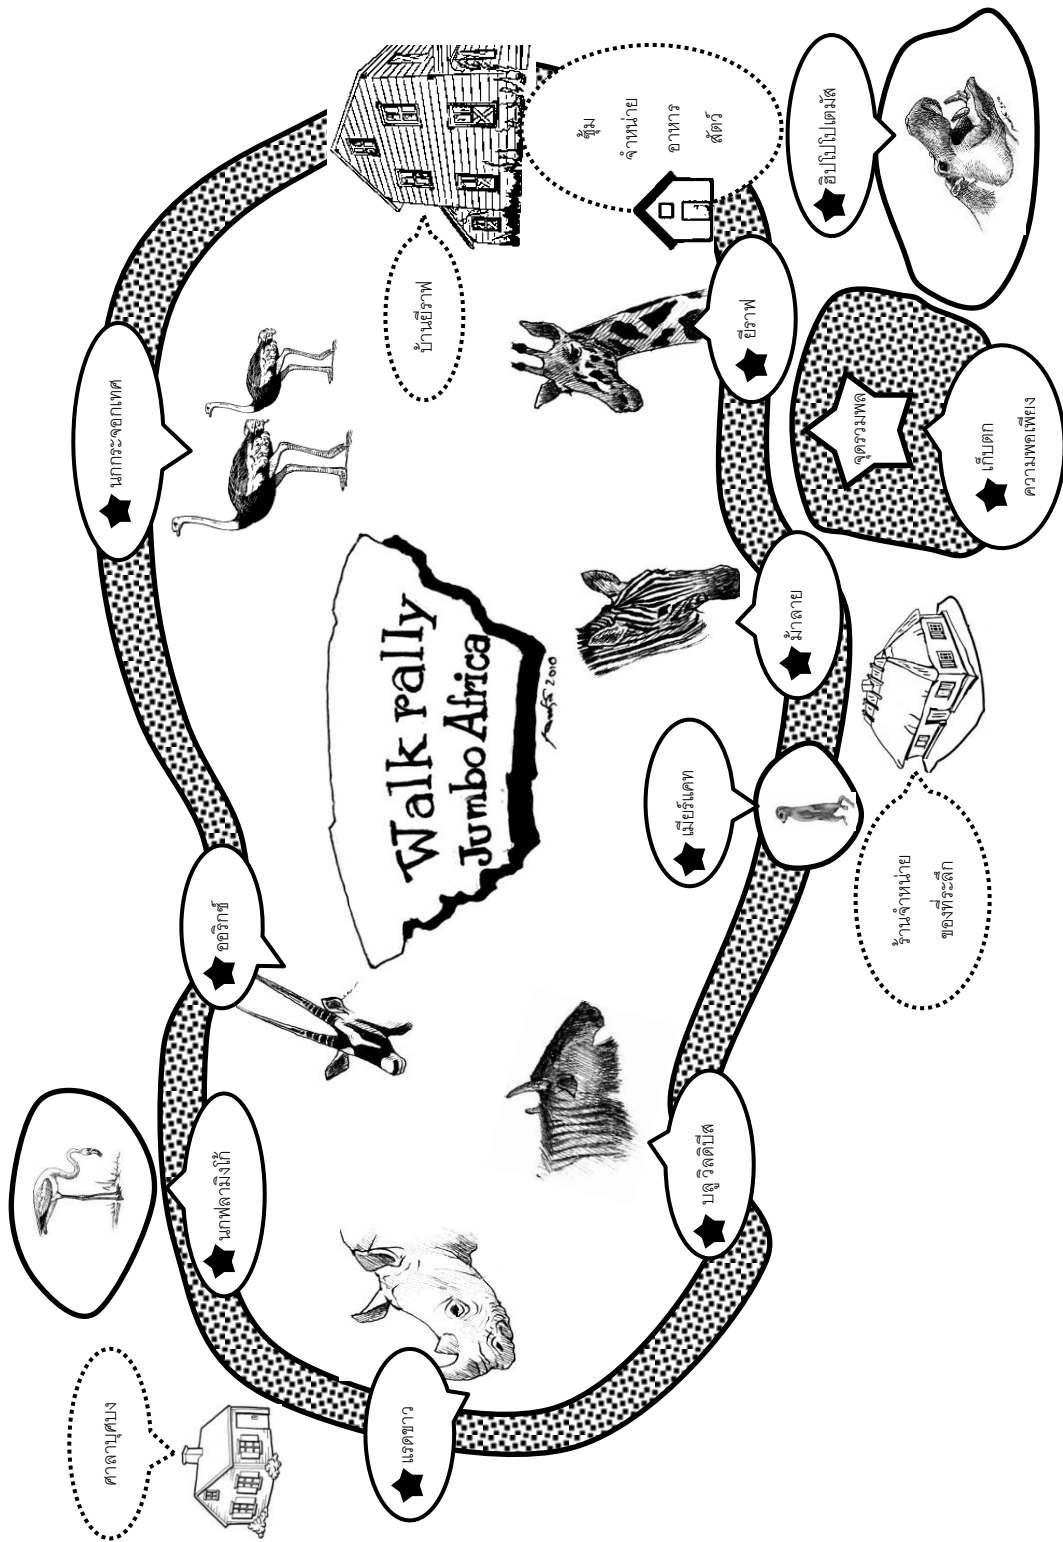 ศาลาบุศบง
นกกระจอกเทศ
นกฟลามิงโก้
ออริกซ์
แรดขาว
Walk rally
Jumbo Africa
2010
บ้านยีราฟ
ซุ้ม
จำหน่าย
อาหาร
สัตว์
บลู วิลดิบีส
เมียร์แคท
ม้าลาย
ยีราฟ
ฮิปโปโปเตมัส
จุดรวมพล
ร้านจำหน่าย
ของที่ระลึก
เก็บตก
ความพอเพียง